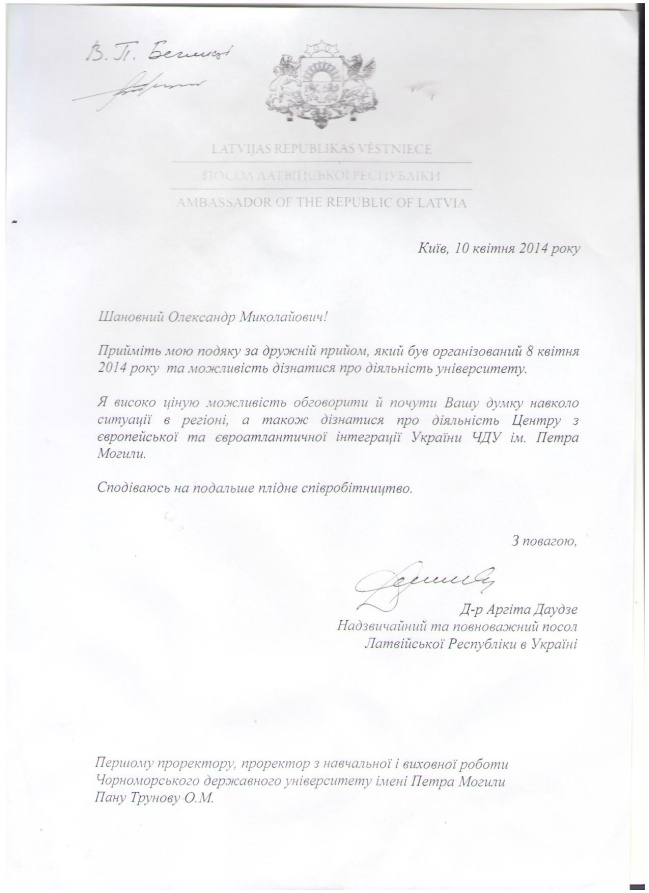 В. П. Беглиці
LATVIJAS REPUBLIKAS VĒSTNIECE
ПОСОЛ ЛАТВІЙСЬКОЇ РЕСПУБЛІКИ
AMBASSADOR OF THE REPUBLIC OF LATVIA
Київ, 10 квітня 2014 року
Шановний Олександр Миколайович!
Прийміть мою подяку за дружній прийом, який був організований 8 квітня
2014 року та можливість дізнатися про діяльність університету.
Я високо ціную можливість обговорити й почути Вашу думку навколо
ситуації в регіоні, а також дізнатися про діяльність Центру з
європейської та євроатлантичної інтеграції України ЧДУ ім. Петра
Могили.
Сподіваюсь на подальше плідне співробітництво.
З повагою,
Д-р Аргіта Даудзе
Надзвичайний та повноважний посол
Латвійської Республіки в Україні
Першому проректору, проректор з навчальної і виховної роботи
Чорноморського державного університету імені Петра Могили
Пану Трунову О.М.